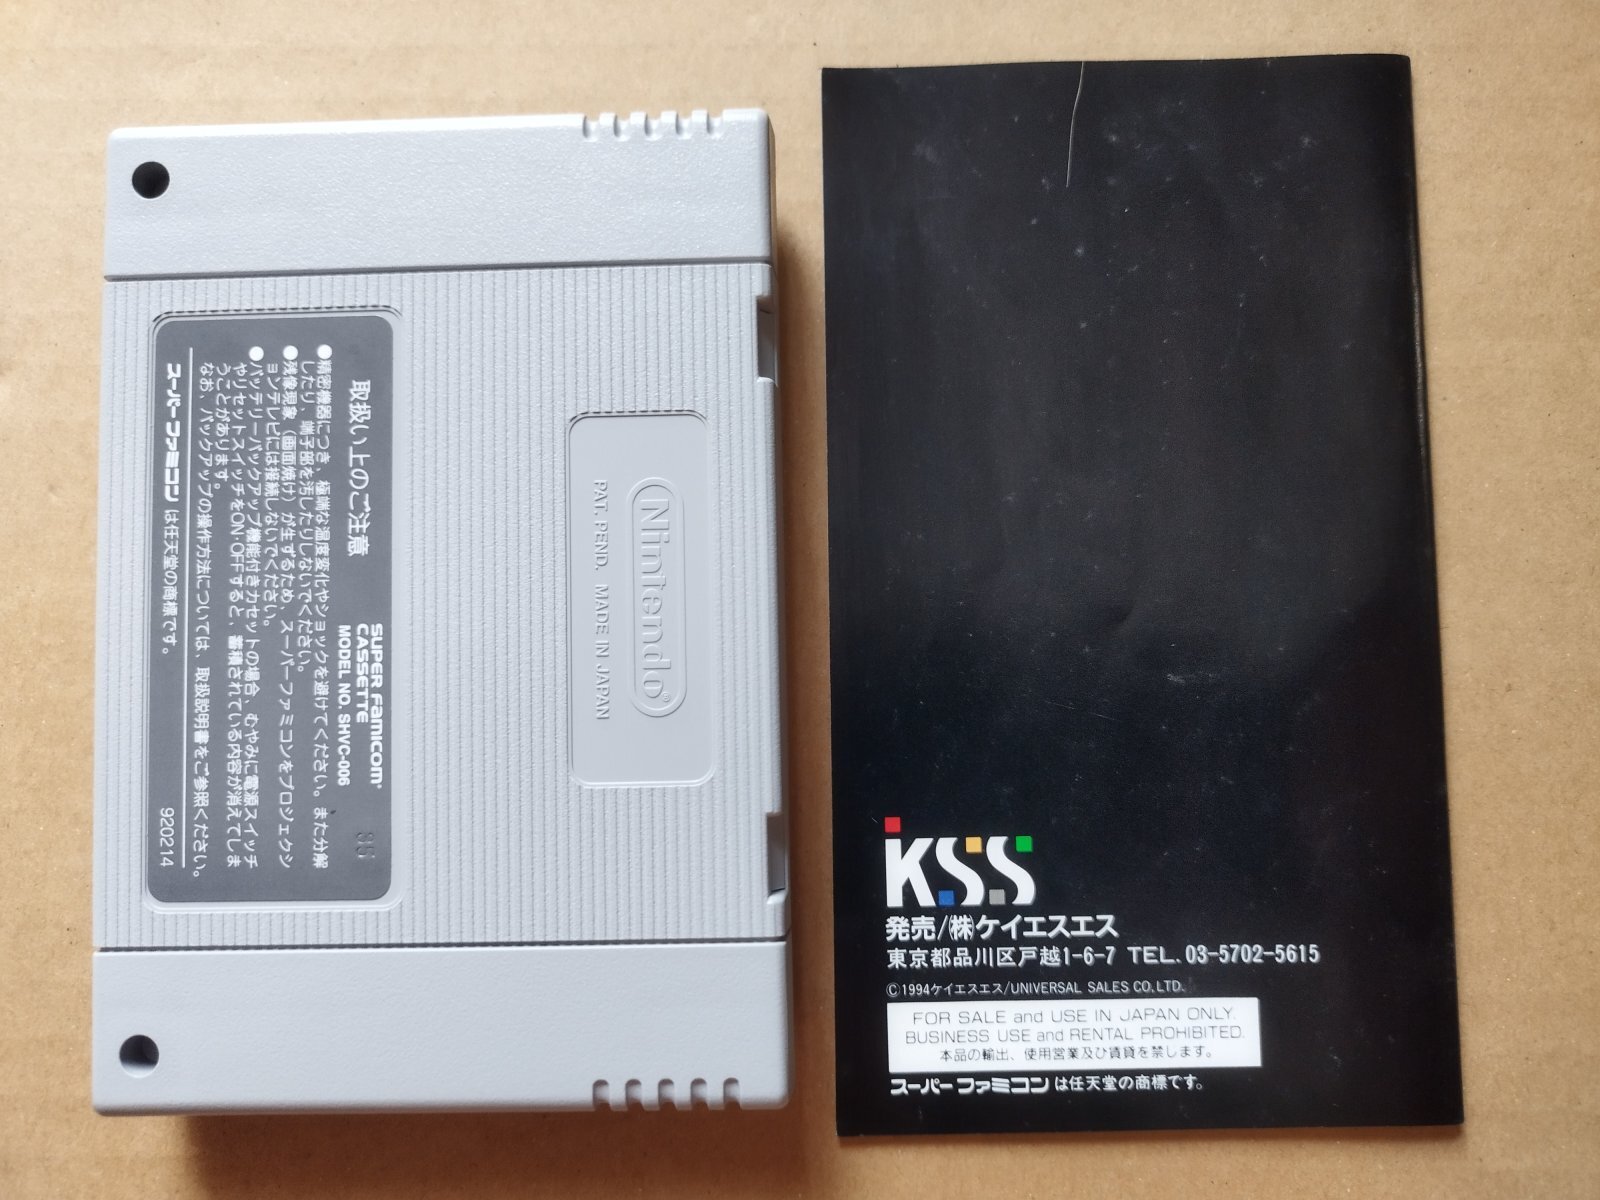 取扱い上のご注意
SUPER Famicom
CASSETTE
MODEL NO. SHVC-006
●精密機器につき、極端な温度変化やショックを避けてください。また分解
したり、端子部を汚したりしないでください。
●残像現象（画面焼け）が生ずるため、スーパーファミコンをプロジェクシ
ョンテレビには接続しないでください。
●バッテリーバックアップ機能付きカセットの場合、むやみに電源スイッチ
やリセットスイッチをON・OFFすると、蓄積されている内容が消えてしま
うことがあります。
なお、バックアップの操作方法については、取扱説明書をご参照ください。
スーパーファミコンは任天堂の商標です。
920214
Nintendo®
PAT. PEND. MADE IN JAPAN
KSS
発売/㈱ケイエスエス
東京都品川区戸越1-6-7 TEL. 03-5702-5615
©1994ケイエスエス/UNIVERSAL SALES CO.,LTD.
FOR SALE and USE IN JAPAN ONLY.
BUSINESS USE and RENTAL PROHIBITED.
本品の輸出、使用営業及び賃貸を禁じます。
スーパーファミコンは任天堂の商標です。